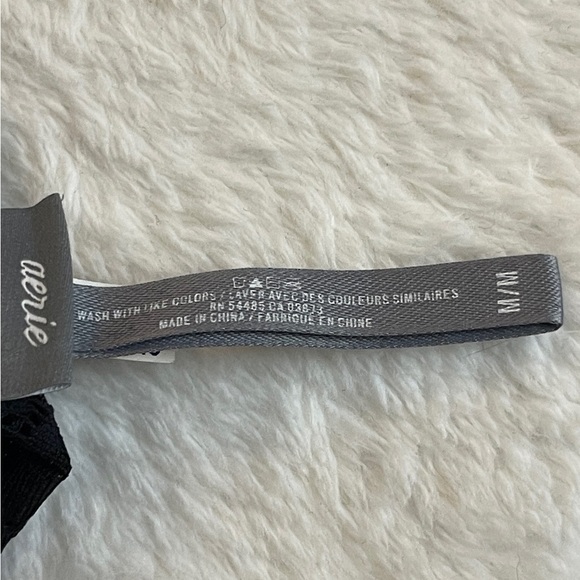 aerie
WASH WITH LIKE COLORS / LAVER AVEC DES COULEURS SIMILAIRES
RN 54485 CA 03873
MADE IN CHINA / FABRIQUÉ EN CHINE
M/M